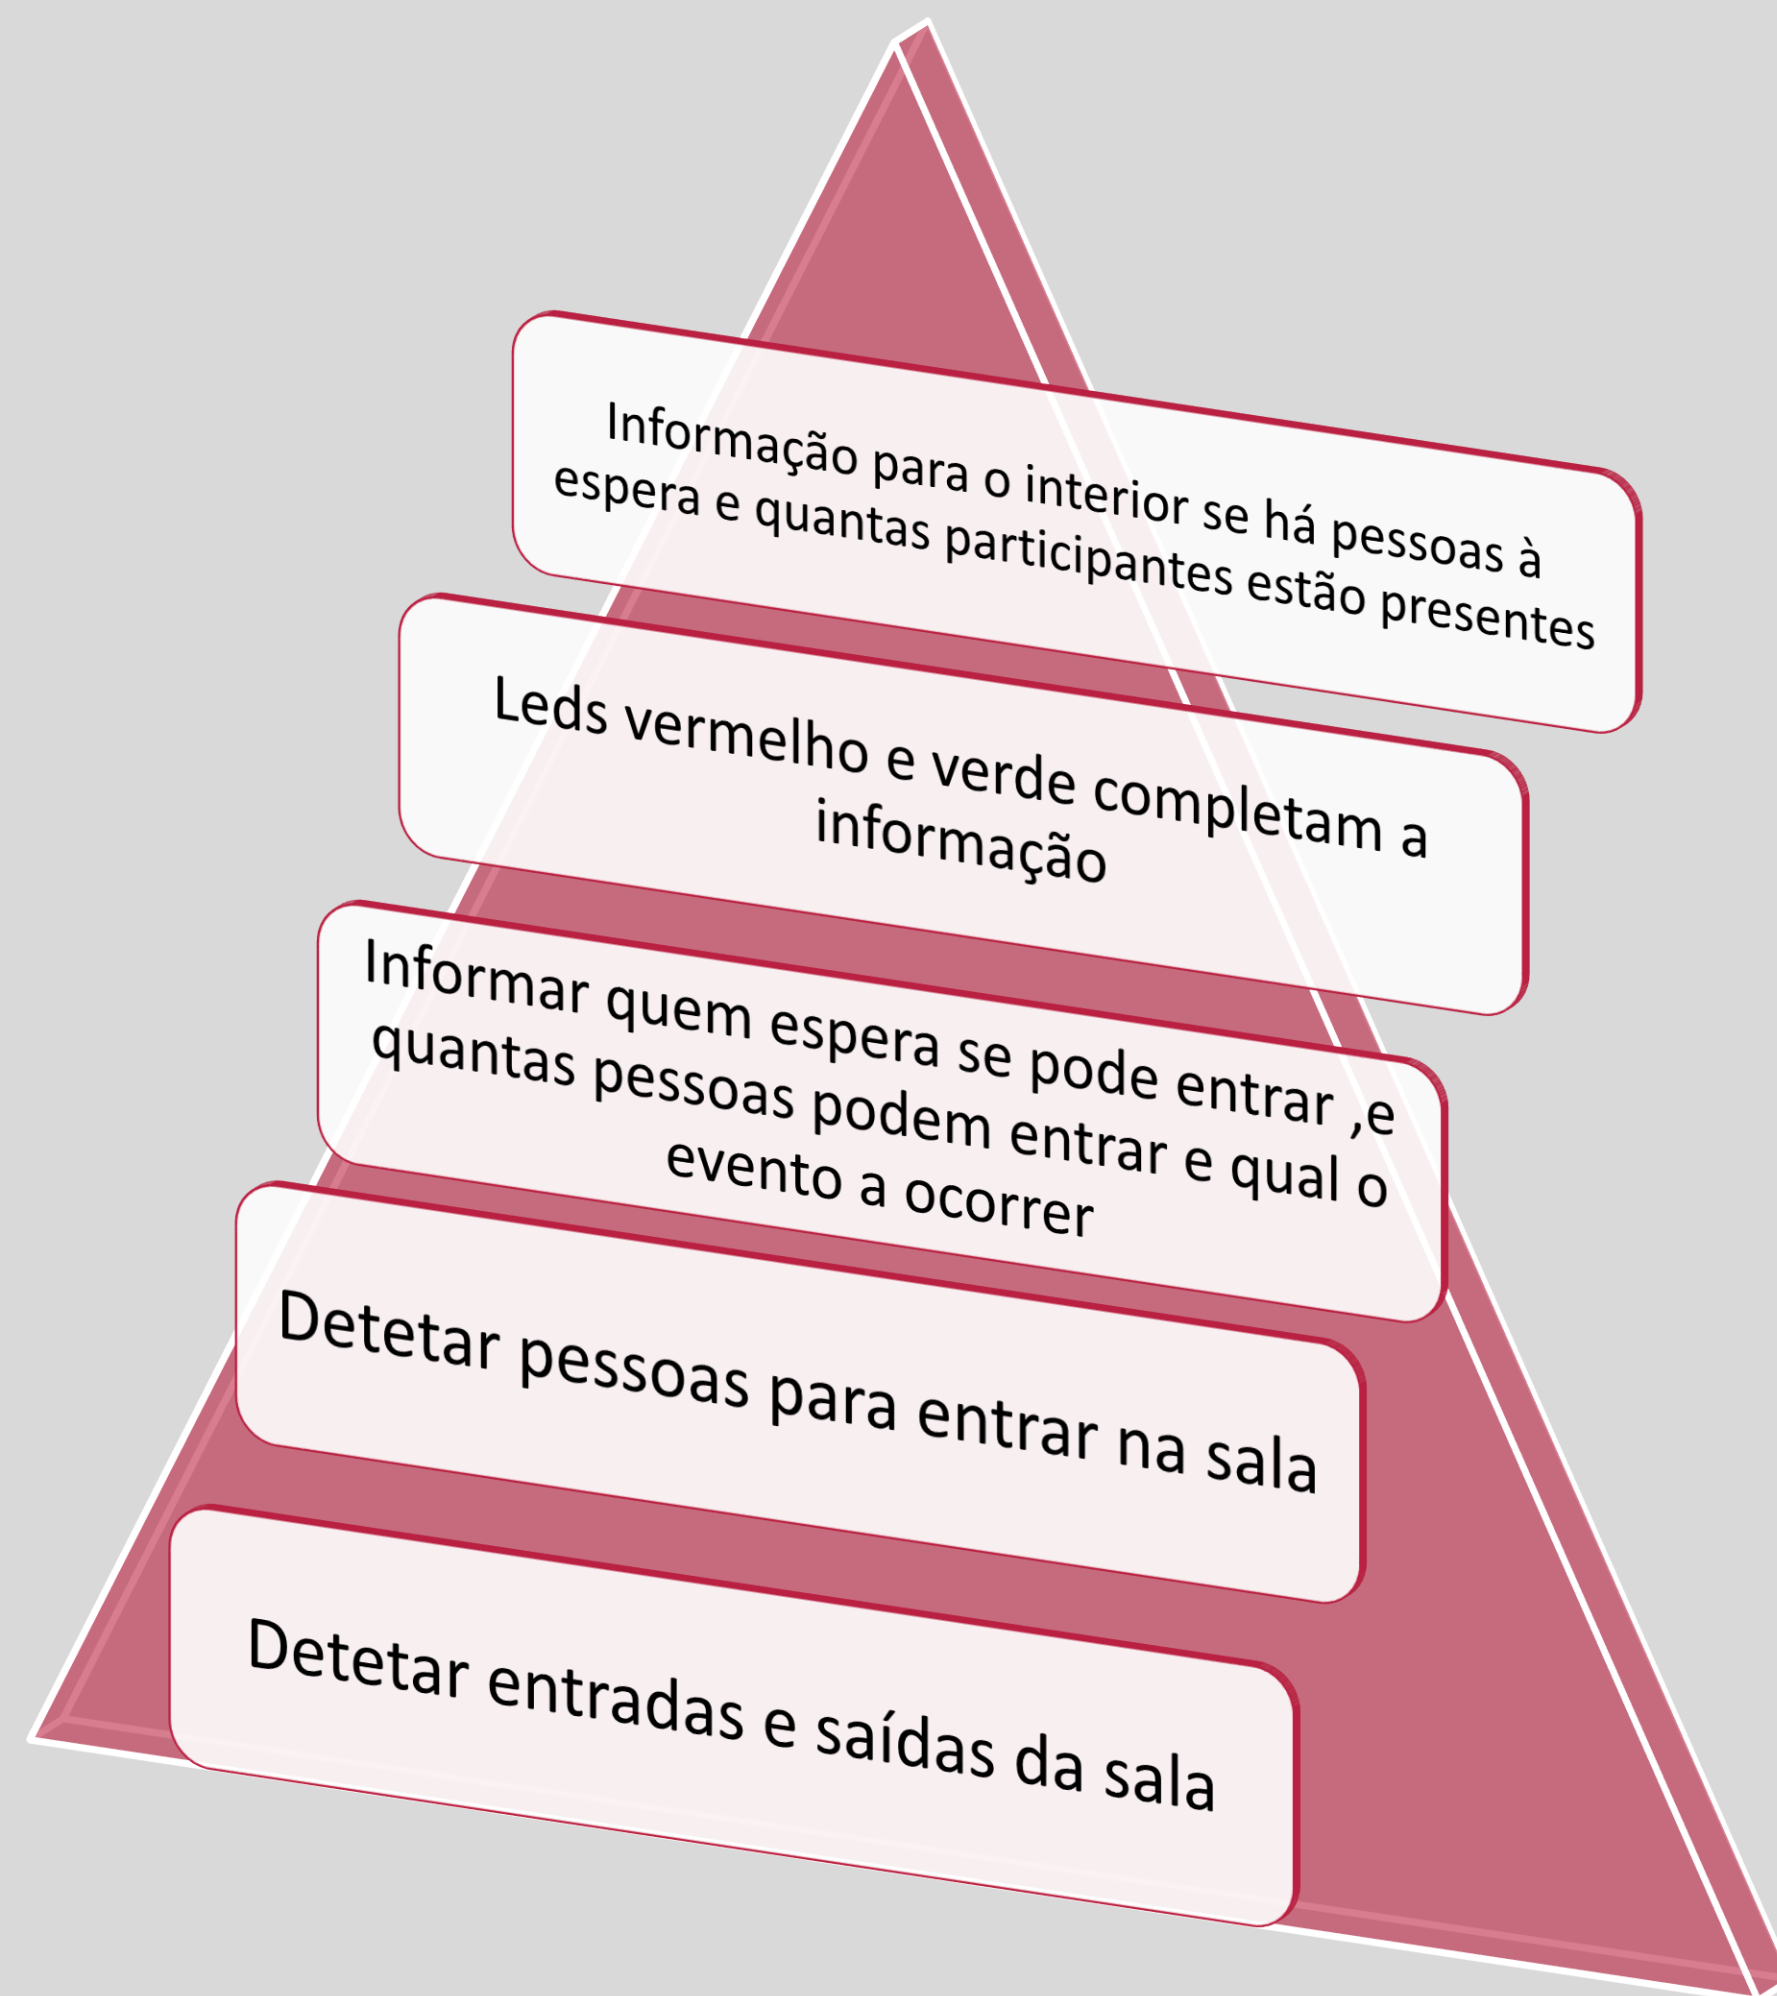 Informação para o interior se há pessoas à
espera e quantas participantes estão presentes
Leds vermelho e verde completam a
informação
Informar quem espera se pode entrar ,e
quantas pessoas podem entrar e qual o
evento a ocorrer
Detetar pessoas para entrar na sala
Detetar entradas e saídas da sala